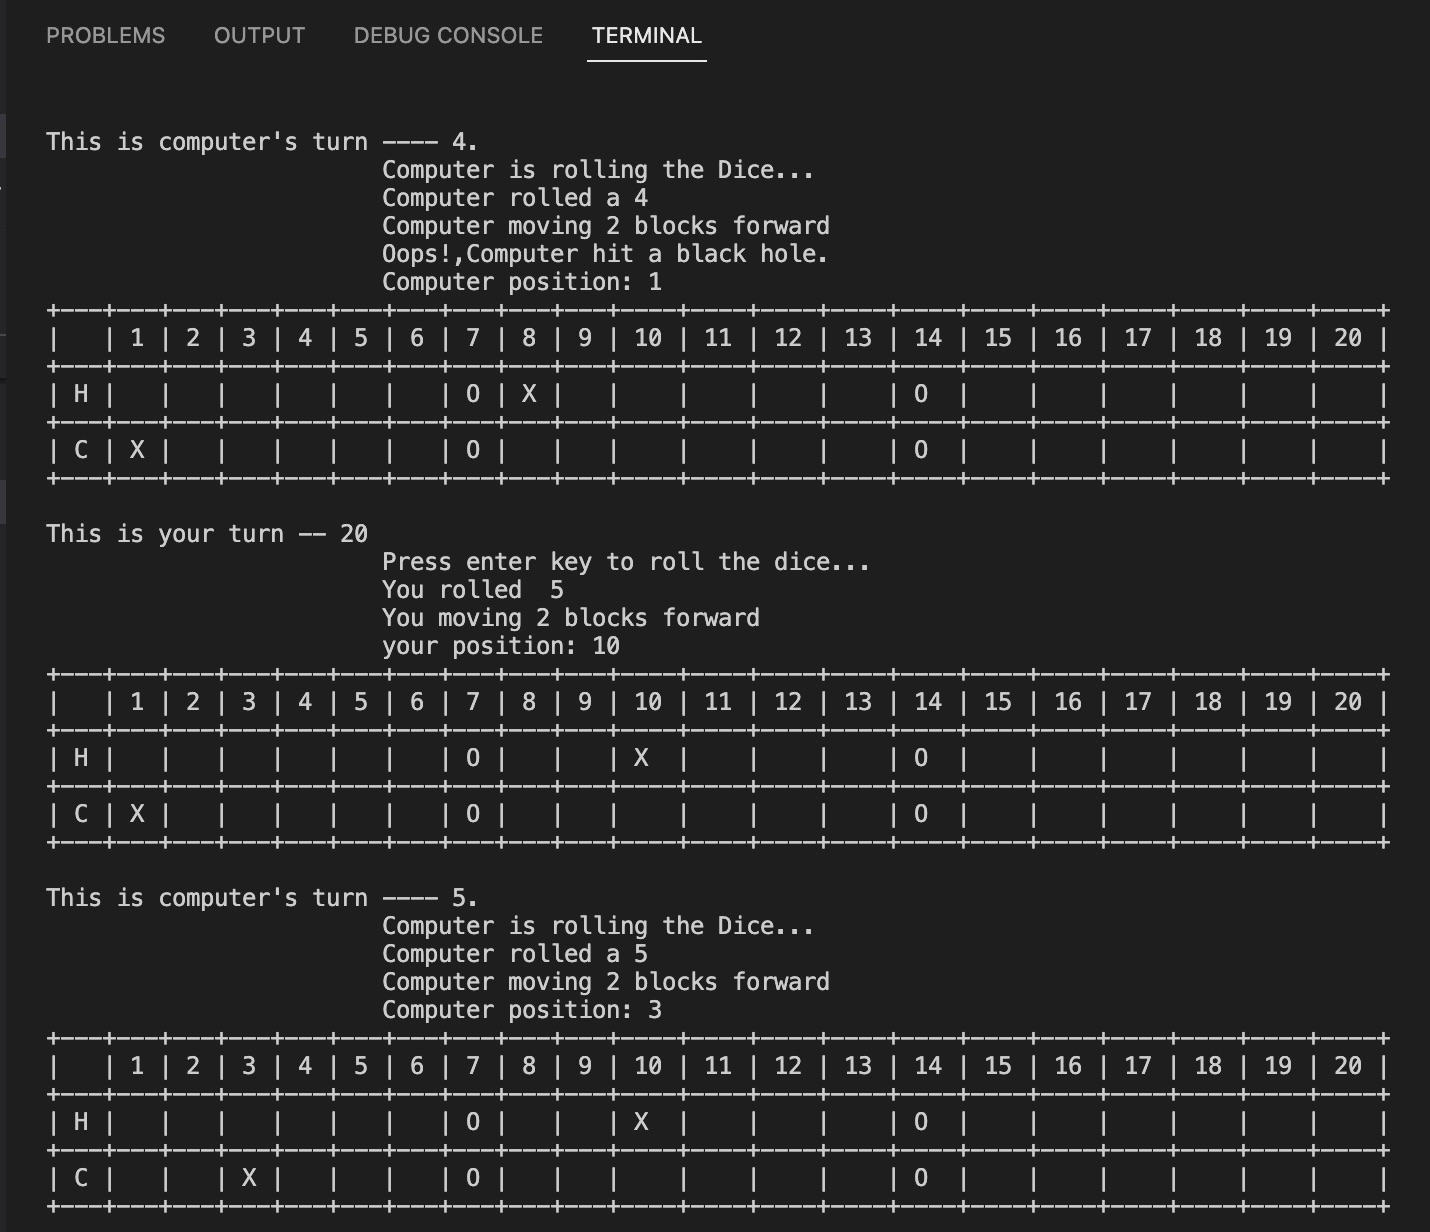 PROBLEMS OUTPUT DEBUG CONSOLE TERMINAL
This is computer's turn ---- 4.
Computer is rolling the Dice...
Computer rolled a 4
Computer moving 2 blocks forward
Oops!,Computer hit a black hole.
Computer position: 1
+---+---+---+---+---+---+---+---+---+---+----+----+----+----+----+----+----+----+----+----+----+
|   | 1 | 2 | 3 | 4 | 5 | 6 | 7 | 8 | 9 | 10 | 11 | 12 | 13 | 14 | 15 | 16 | 17 | 18 | 19 | 20 |
+---+---+---+---+---+---+---+---+---+---+----+----+----+----+----+----+----+----+----+----+----+
| H |   |   |   |   |   |   | O | X |   |    |    |    |    | O  |    |    |    |    |    |    |
+---+---+---+---+---+---+---+---+---+---+----+----+----+----+----+----+----+----+----+----+----+
| C | X |   |   |   |   |   | O |   |   |    |    |    |    | O  |    |    |    |    |    |    |
+---+---+---+---+---+---+---+---+---+---+----+----+----+----+----+----+----+----+----+----+----+
This is your turn -- 20
Press enter key to roll the dice...
You rolled  5
You moving 2 blocks forward
your position: 10
+---+---+---+---+---+---+---+---+---+---+----+----+----+----+----+----+----+----+----+----+----+
|   | 1 | 2 | 3 | 4 | 5 | 6 | 7 | 8 | 9 | 10 | 11 | 12 | 13 | 14 | 15 | 16 | 17 | 18 | 19 | 20 |
+---+---+---+---+---+---+---+---+---+---+----+----+----+----+----+----+----+----+----+----+----+
| H |   |   |   |   |   |   | O |   |   | X  |    |    |    | O  |    |    |    |    |    |    |
+---+---+---+---+---+---+---+---+---+---+----+----+----+----+----+----+----+----+----+----+----+
| C | X |   |   |   |   |   | O |   |   |    |    |    |    | O  |    |    |    |    |    |    |
+---+---+---+---+---+---+---+---+---+---+----+----+----+----+----+----+----+----+----+----+----+
This is computer's turn ---- 5.
Computer is rolling the Dice...
Computer rolled a 5
Computer moving 2 blocks forward
Computer position: 3
+---+---+---+---+---+---+---+---+---+---+----+----+----+----+----+----+----+----+----+----+----+
|   | 1 | 2 | 3 | 4 | 5 | 6 | 7 | 8 | 9 | 10 | 11 | 12 | 13 | 14 | 15 | 16 | 17 | 18 | 19 | 20 |
+---+---+---+---+---+---+---+---+---+---+----+----+----+----+----+----+----+----+----+----+----+
| H |   |   |   |   |   |   | O |   |   | X  |    |    |    | O  |    |    |    |    |    |    |
+---+---+---+---+---+---+---+---+---+---+----+----+----+----+----+----+----+----+----+----+----+
| C |   |   | X |   |   |   | O |   |   |    |    |    |    | O  |    |    |    |    |    |    |
+---+---+---+---+---+---+---+---+---+---+----+----+----+----+----+----+----+----+----+----+----+